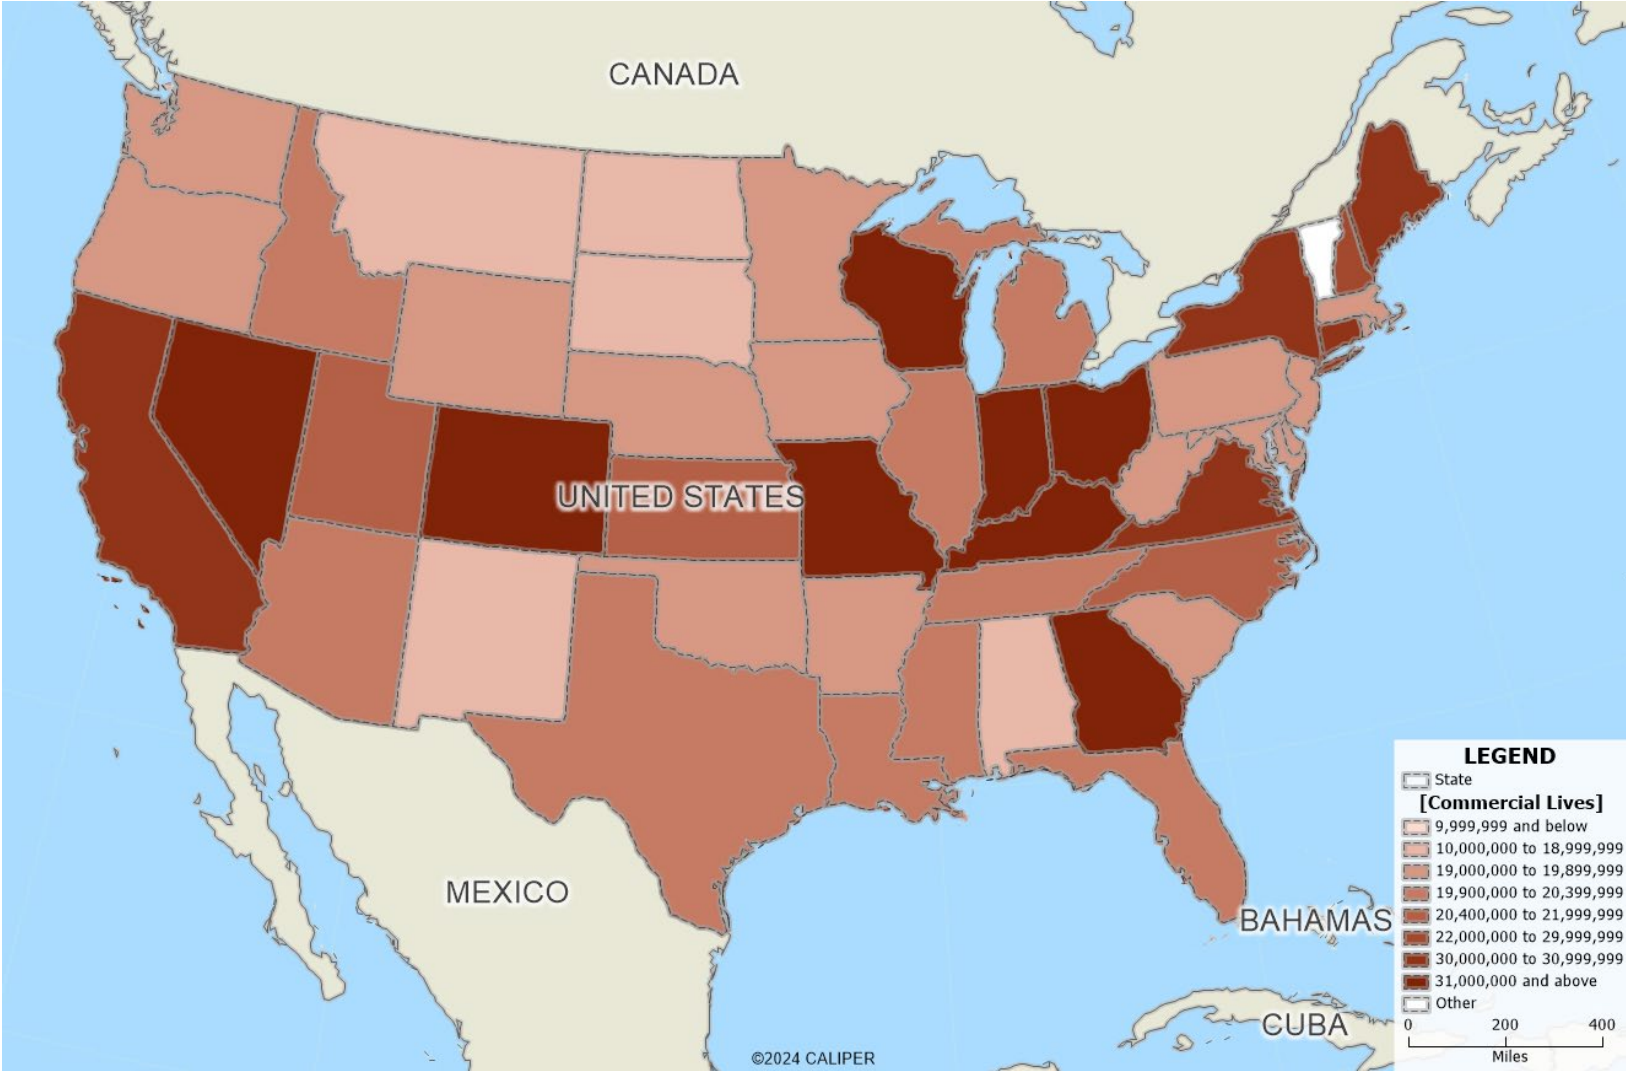 CANADA
UNITED STATES
MEXICO
BAHAMAS
CUBA
©2024 CALIPER
LEGEND
State
[Commercial Lives]
9,999,999 and below
10,000,000 to 18,999,999
19,000,000 to 19,899,999
19,900,000 to 20,399,999
20,400,000 to 21,999,999
22,000,000 to 29,999,999
30,000,000 to 30,999,999
31,000,000 and above
Other
0 200 400
Miles